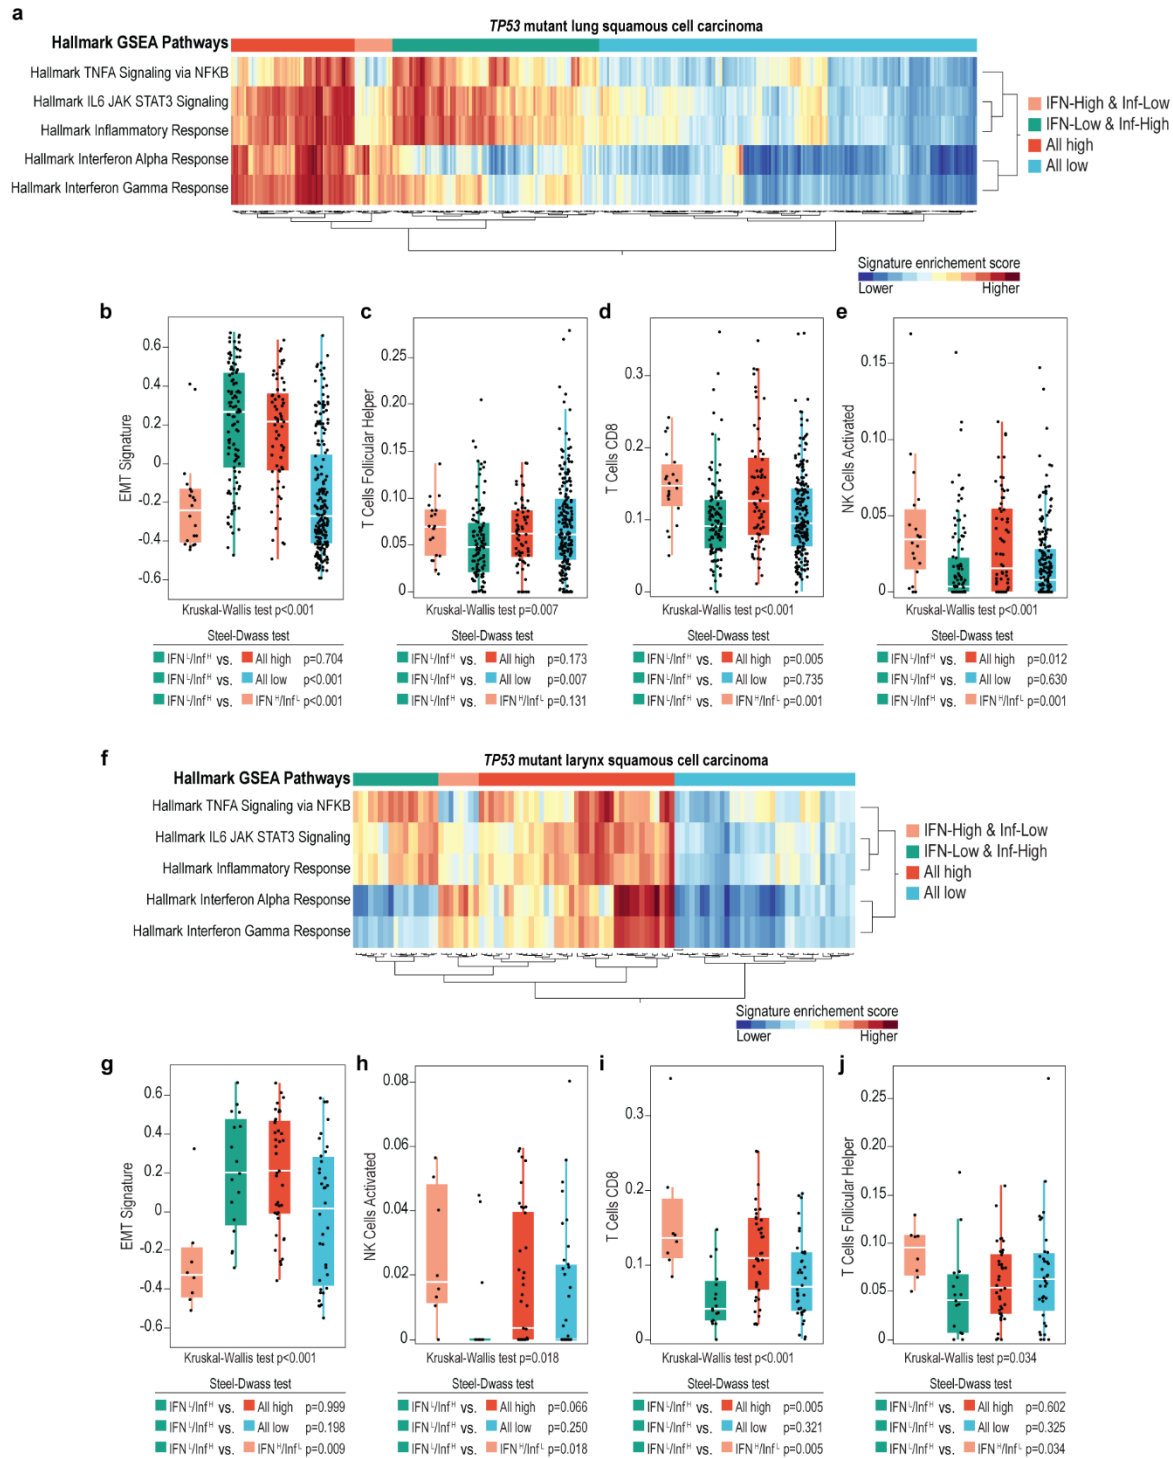 a
TP53 mutant lung squamous cell carcinoma
Hallmark GSEA Pathways
Hallmark TNFA Signaling via NFKB
Hallmark IL6 JAK STAT3 Signaling
Hallmark Inflammatory Response
Hallmark Interferon Alpha Response
Hallmark Interferon Gamma Response
IFN-High & Inf-Low
IFN-Low & Inf-High
All high
All low
Signature enrichement score
Lower Higher
b
EMT Signature
0.6
0.4
0.2
0
-0.2
-0.4
-0.6
Kruskal-Wallis test p<0.001
Steel-Dwass test
IFN L/Inf H vs. All high p=0.704
IFN L/Inf H vs. All low p<0.001
IFN L/Inf H vs. IFN H/Inf L p<0.001
c
T Cells Follicular Helper
0.25
0.20
0.15
0.10
0.05
0
Kruskal-Wallis test p=0.007
Steel-Dwass test
IFN L/Inf H vs. All high p=0.173
IFN L/Inf H vs. All low p=0.007
IFN L/Inf H vs. IFN H/Inf L p=0.131
d
T Cells CD8
0.3
0.2
0.1
0
Kruskal-Wallis test p<0.001
Steel-Dwass test
IFN L/Inf H vs. All high p=0.005
IFN L/Inf H vs. All low p=0.735
IFN L/Inf H vs. IFN H/Inf L p=0.001
e
NK Cells Activated
0.15
0.10
0.05
0
Kruskal-Wallis test p<0.001
Steel-Dwass test
IFN L/Inf H vs. All high p=0.012
IFN L/Inf H vs. All low p=0.630
IFN L/Inf H vs. IFN H/Inf L p=0.001
f
TP53 mutant larynx squamous cell carcinoma
Hallmark GSEA Pathways
Hallmark TNFA Signaling via NFKB
Hallmark IL6 JAK STAT3 Signaling
Hallmark Inflammatory Response
Hallmark Interferon Alpha Response
Hallmark Interferon Gamma Response
IFN-High & Inf-Low
IFN-Low & Inf-High
All high
All low
Signature enrichement score
Lower Higher
g
EMT Signature
0.6
0.4
0.2
0
-0.2
-0.4
-0.6
Kruskal-Wallis test p<0.001
Steel-Dwass test
IFN L/Inf H vs. All high p=0.999
IFN L/Inf H vs. All low p=0.198
IFN L/Inf H vs. IFN H/Inf L p=0.009
h
NK Cells Activated
0.08
0.06
0.04
0.02
0
Kruskal-Wallis test p=0.018
Steel-Dwass test
IFN L/Inf H vs. All high p=0.066
IFN L/Inf H vs. All low p=0.250
IFN L/Inf H vs. IFN H/Inf L p=0.018
i
T Cells CD8
0.3
0.2
0.1
0
Kruskal-Wallis test p<0.001
Steel-Dwass test
IFN L/Inf H vs. All high p=0.005
IFN L/Inf H vs. All low p=0.321
IFN L/Inf H vs. IFN H/Inf L p=0.005
j
T Cells Follicular Helper
0.25
0.20
0.15
0.10
0.05
0
Kruskal-Wallis test p=0.034
Steel-Dwass test
IFN L/Inf H vs. All high p=0.602
IFN L/Inf H vs. All low p=0.325
IFN L/Inf H vs. IFN H/Inf L p=0.034